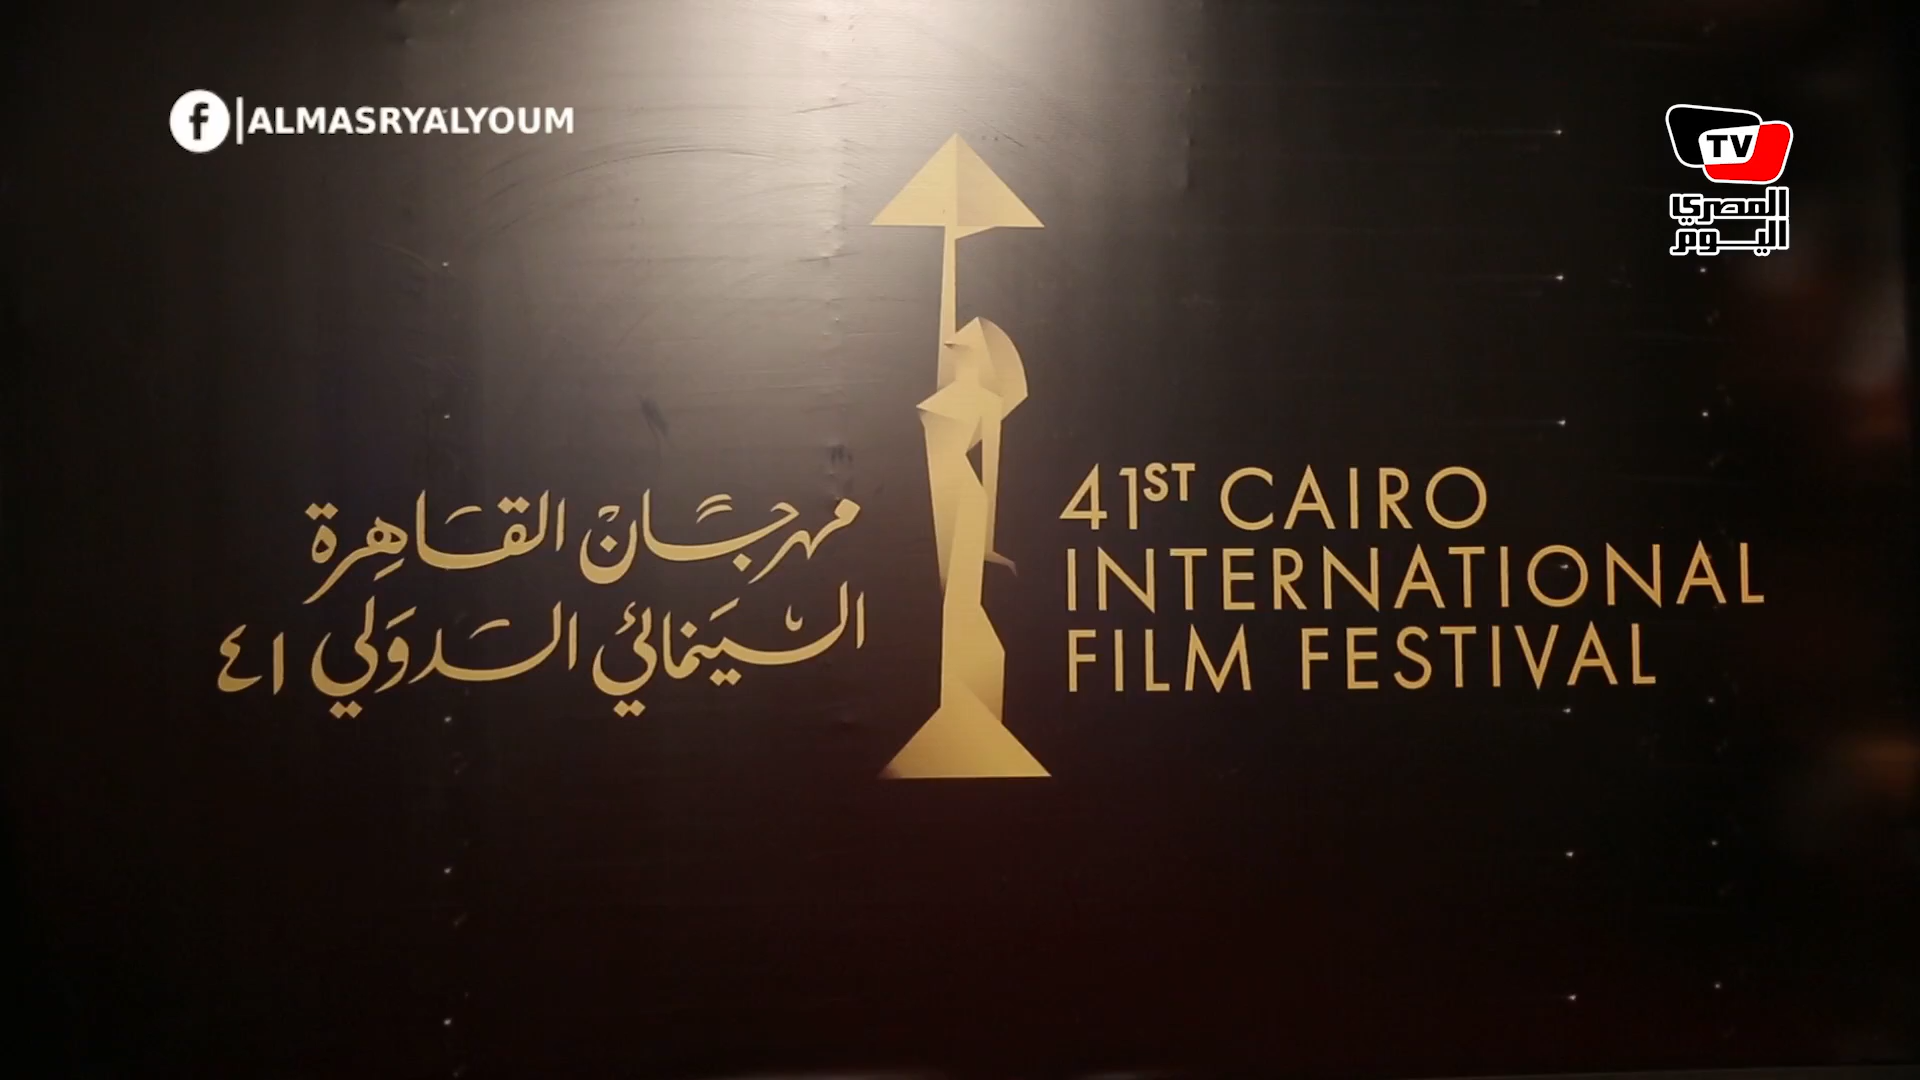 ALMASRYALYOUM
TV
المصري
اليوم
مهرجان القاهرة
السينمائي الدولي ٤١
41ST CAIRO
INTERNATIONAL
FILM FESTIVAL